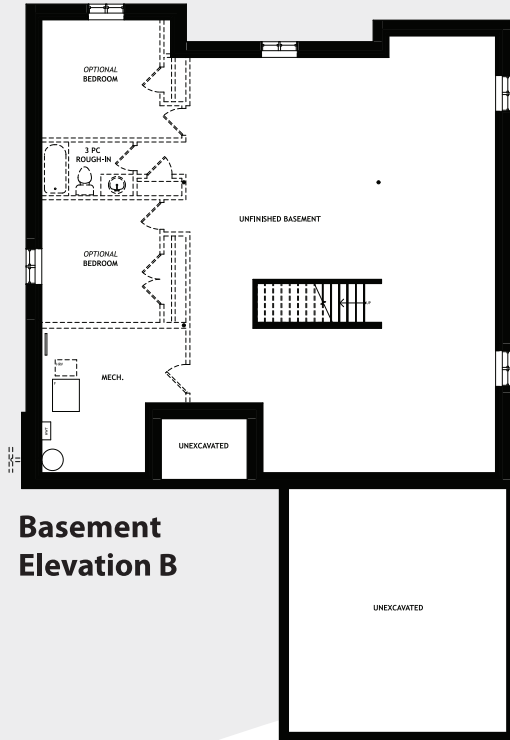 OPTIONAL
BEDROOM
3 PC
ROUGH-IN
UNFINISHED BASEMENT
OPTIONAL
BEDROOM
MECH.
UNEXCAVATED
Basement
Elevation B
UNEXCAVATED